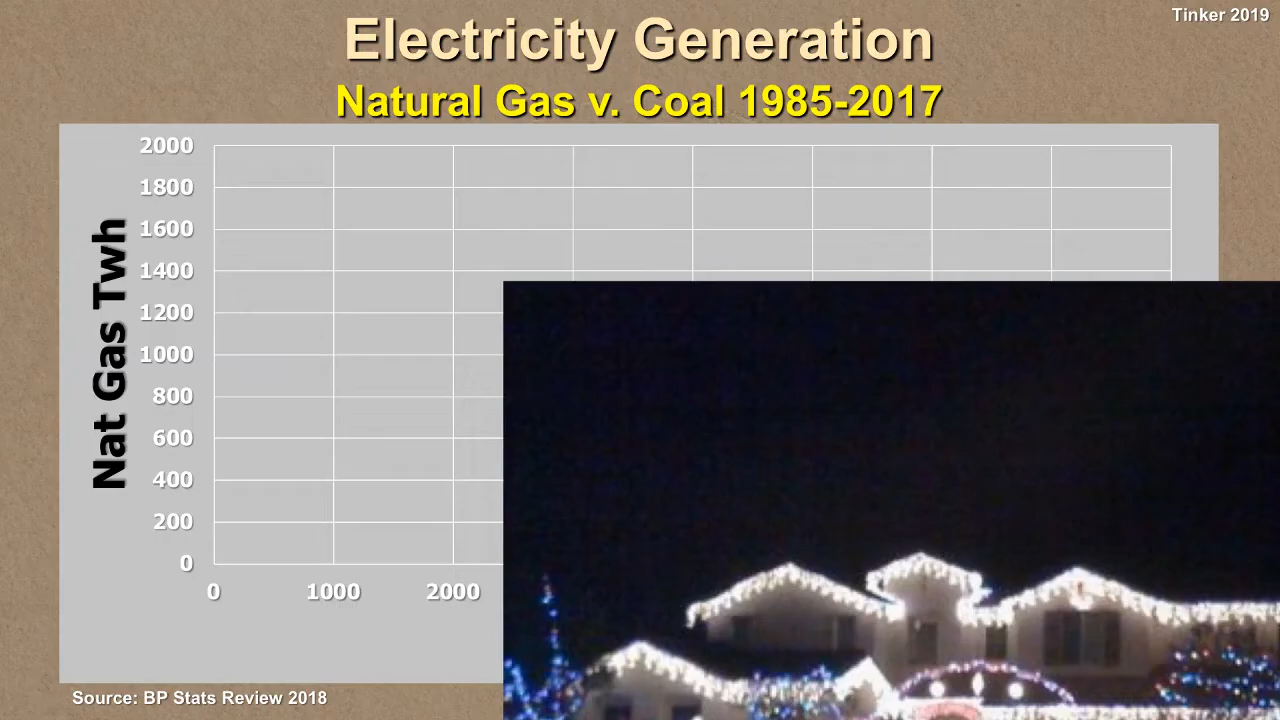 Tinker 2019
Electricity Generation
Natural Gas v. Coal 1985-2017
Nat Gas Twh
2000
1800
1600
1400
1200
1000
800
600
400
200
0
0 1000 2000
Source: BP Stats Review 2018